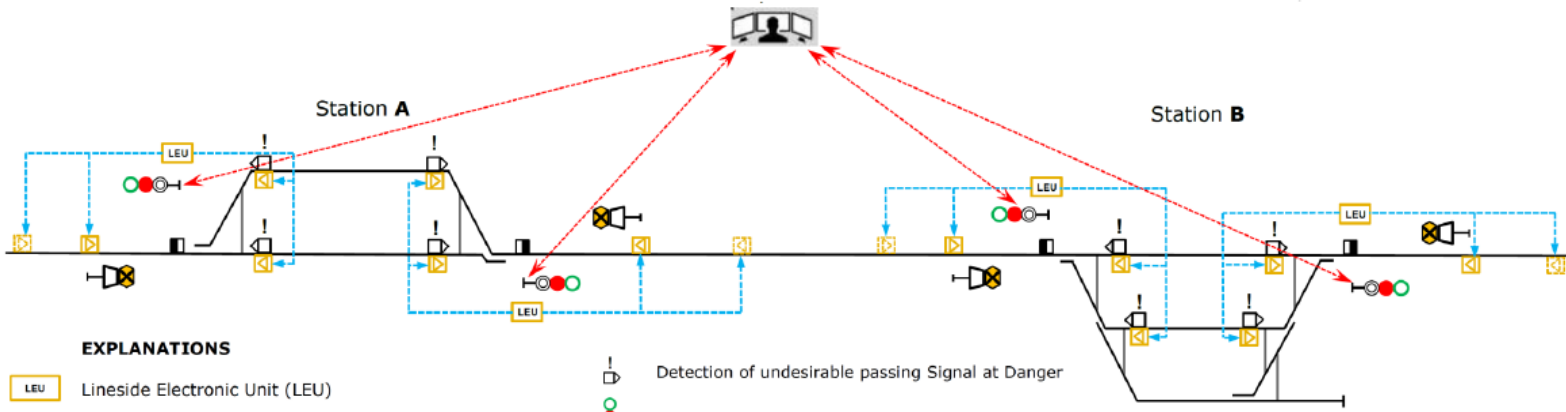 Station A
Station B
LEU
!
!
LEU
LEU
!
!
!
!
LEU
!
!
LEU
EXPLANATIONS
LEU
Lineside Electronic Unit (LEU)
!
Detection of undesirable passing Signal at Danger